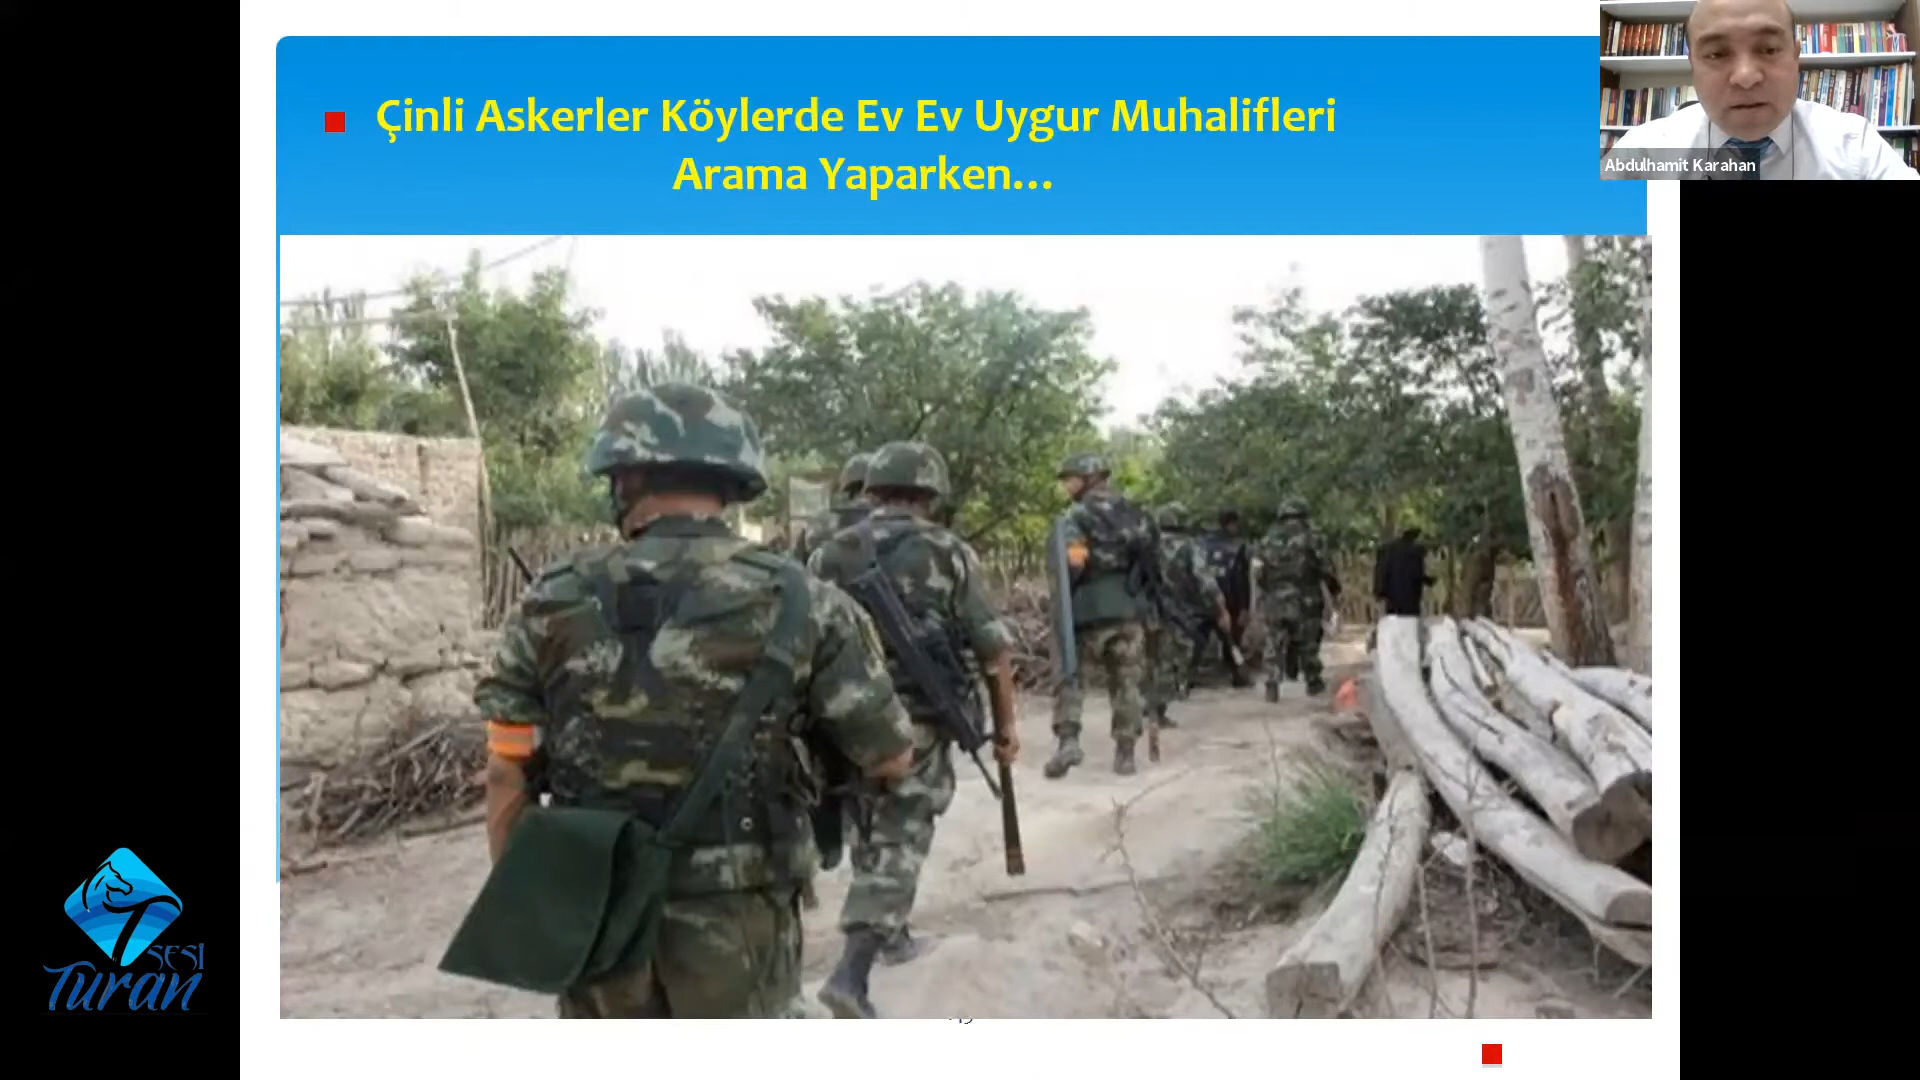 Çinli Askerler Köylerde Ev Ev Uygur Muhalifleri
Arama Yaparken...
Abdulhamit Karahan
SESİ
Turan